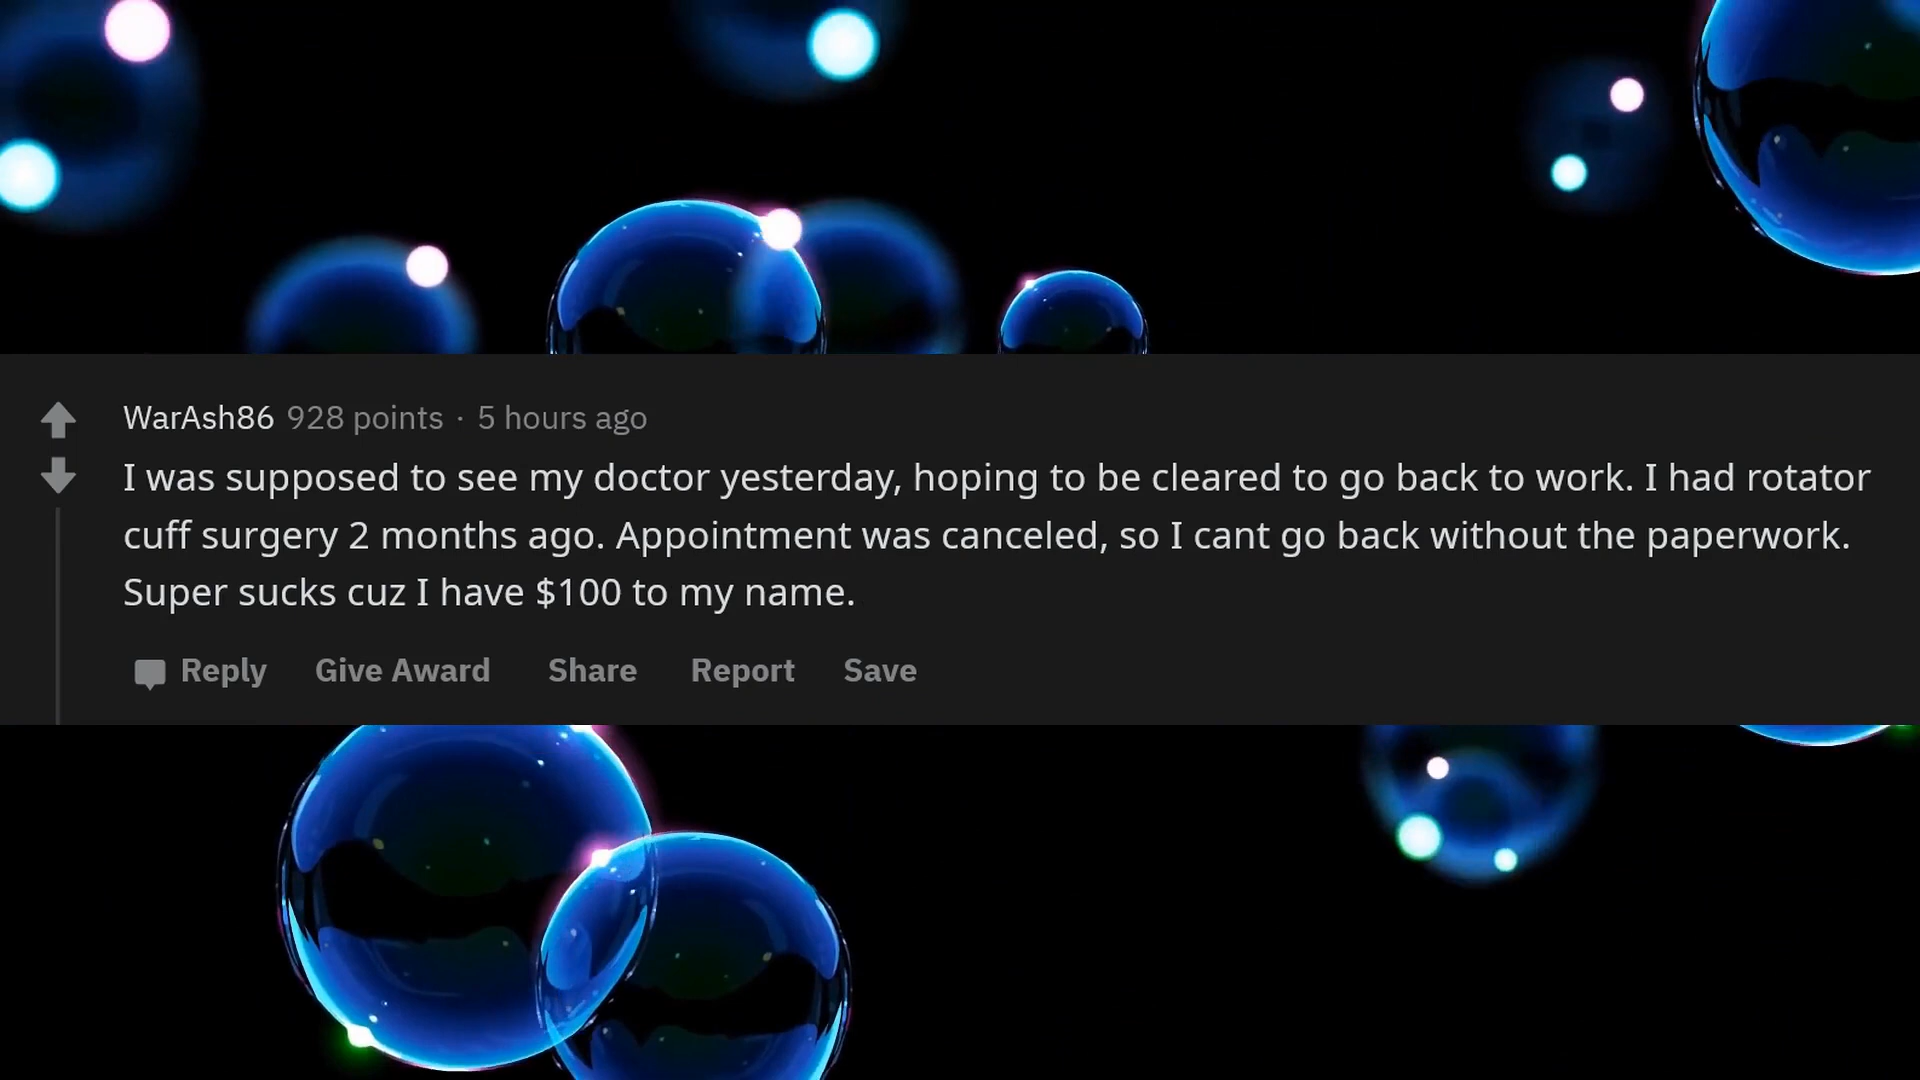 WarAsh86 928 points · 5 hours ago
I was supposed to see my doctor yesterday, hoping to be cleared to go back to work. I had rotator
cuff surgery 2 months ago. Appointment was canceled, so I cant go back without the paperwork.
Super sucks cuz I have $100 to my name.
Reply Give Award Share Report Save